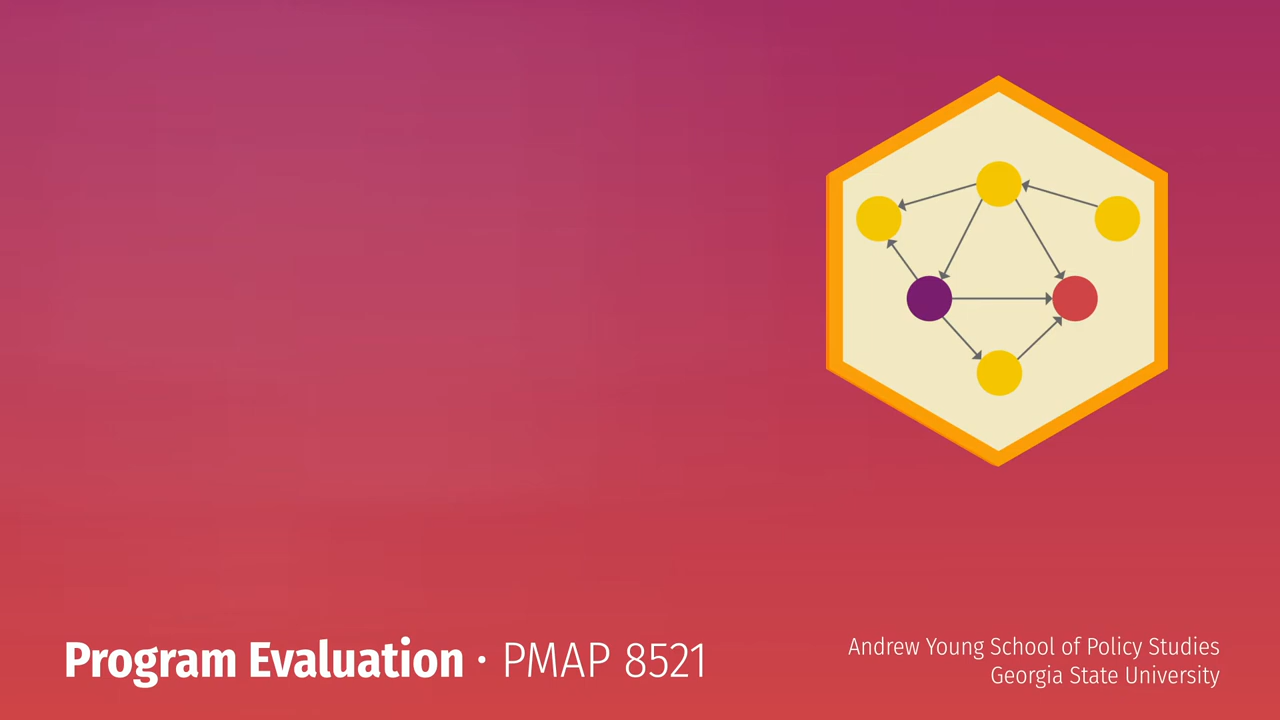 Program Evaluation · PMAP 8521
Andrew Young School of Policy Studies
Georgia State University